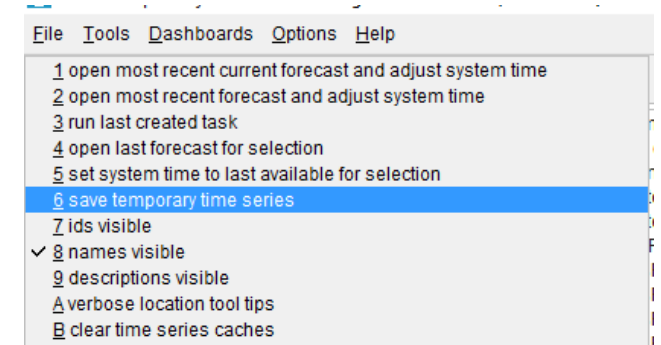 File Tools Dashboards Options Help
1 open most recent current forecast and adjust system time
2 open most recent forecast and adjust system time
3 run last created task
4 open last forecast for selection
5 set system time to last available for selection
6 save temporary time series
7 ids visible
8 names visible
9 descriptions visible
A verbose location tool tips
B clear time series caches